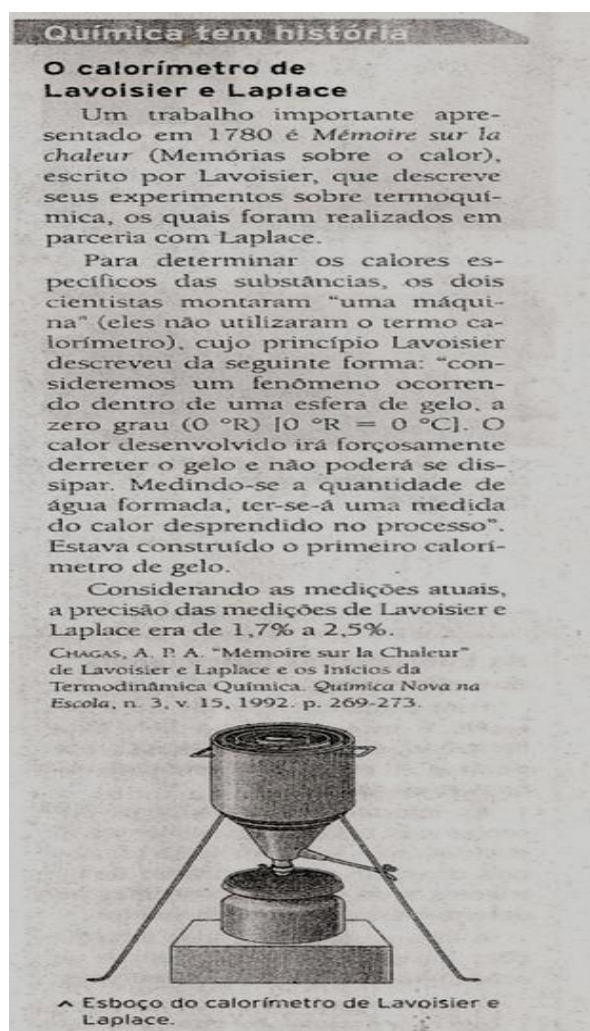 Química tem história
O calorímetro de
Lavoisier e Laplace
Um trabalho importante apre-
sentado em 1780 é Mémoire sur la
chaleur (Memórias sobre o calor),
escrito por Lavoisier, que descreve
seus experimentos sobre termoquí-
mica, os quais foram realizados em
parceria com Laplace.
Para determinar os calores es-
pecíficos das substâncias, os dois
cientistas montaram “uma máqui-
na” (eles não utilizaram o termo ca-
lorímetro), cujo princípio Lavoisier
descreveu da seguinte forma: “con-
sideremos um fenômeno ocorren-
do dentro de uma esfera de gelo, a
zero grau (0 °R) [0 °R = 0 °C]. O
calor desenvolvido irá forçosamente
derreter o gelo e não poderá se dis-
sipar. Medindo-se a quantidade de
água formada, ter-se-á uma medida
do calor desprendido no processo”.
Estava construído o primeiro calorí-
metro de gelo.
Considerando as medições atuais,
a precisão das medições de Lavoisier e
Laplace era de 1,7% a 2,5%.
CHAGAS, A. P. A. “Mémoire sur la Chaleur”
de Lavoisier e Laplace e os Inícios da
Termodinâmica Química. Química Nova na
Escola, n. 3, v. 15, 1992. p. 269-273.
^ Esboço do calorímetro de Lavoisier e
Laplace.